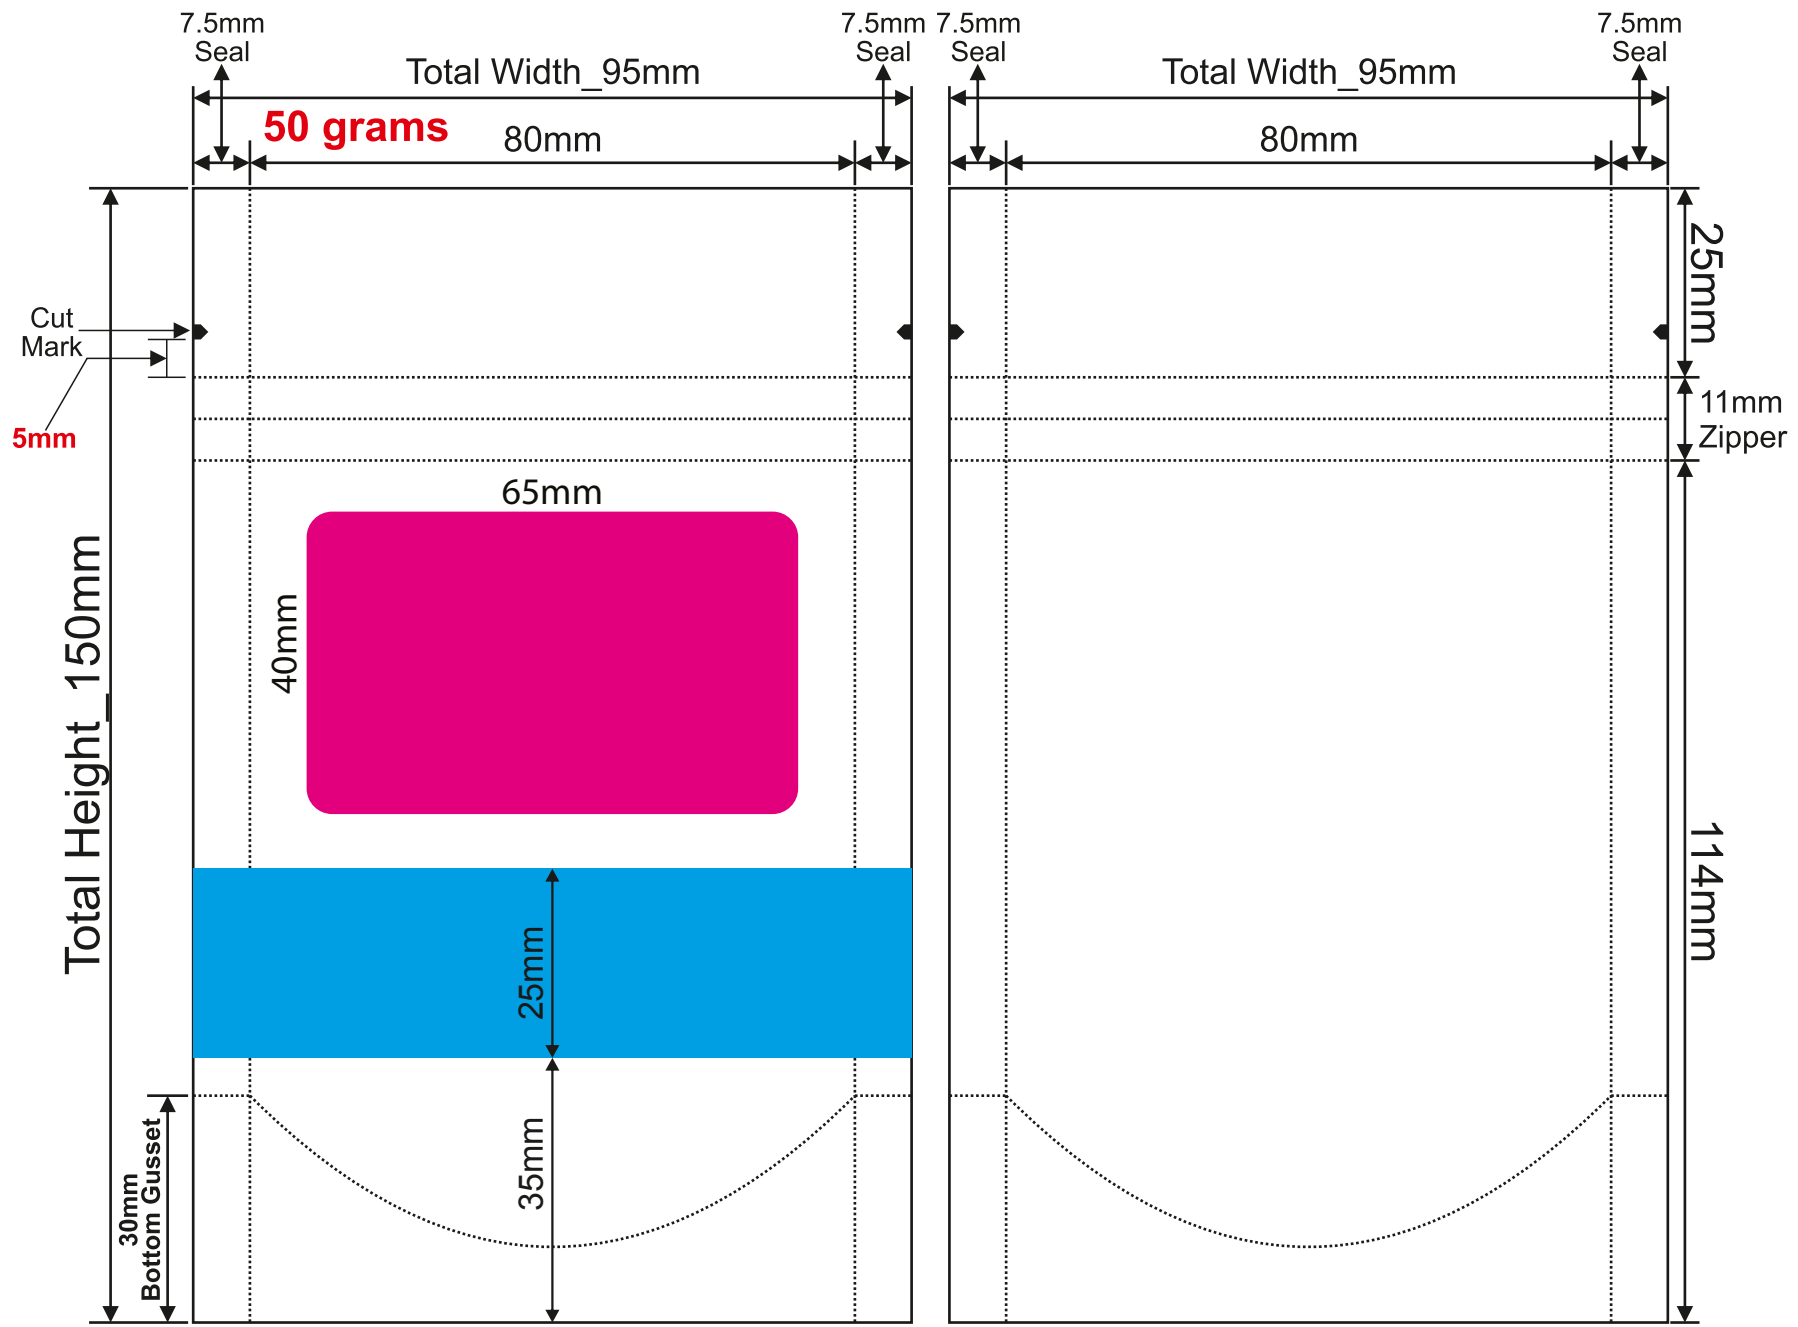 7.5mm
Seal
7.5mm
Seal
7.5mm
Seal
7.5mm
Seal
Total Width_95mm
Total Width_95mm
50 grams
80mm
80mm
25mm
Cut
Mark
5mm
11mm
Zipper
65mm
40mm
Total Height_150mm
114mm
25mm
35mm
30mm
Bottom Gusset